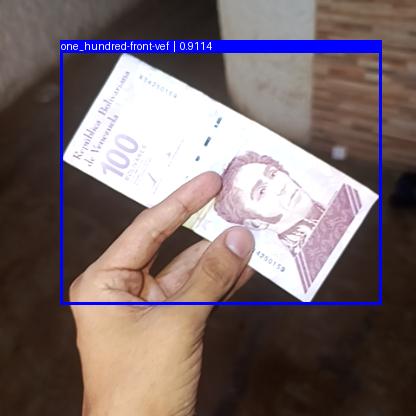 one_hundred-front-vef | 0.9114
República Bolivariana
de Venezuela
100
BOLÍVARES